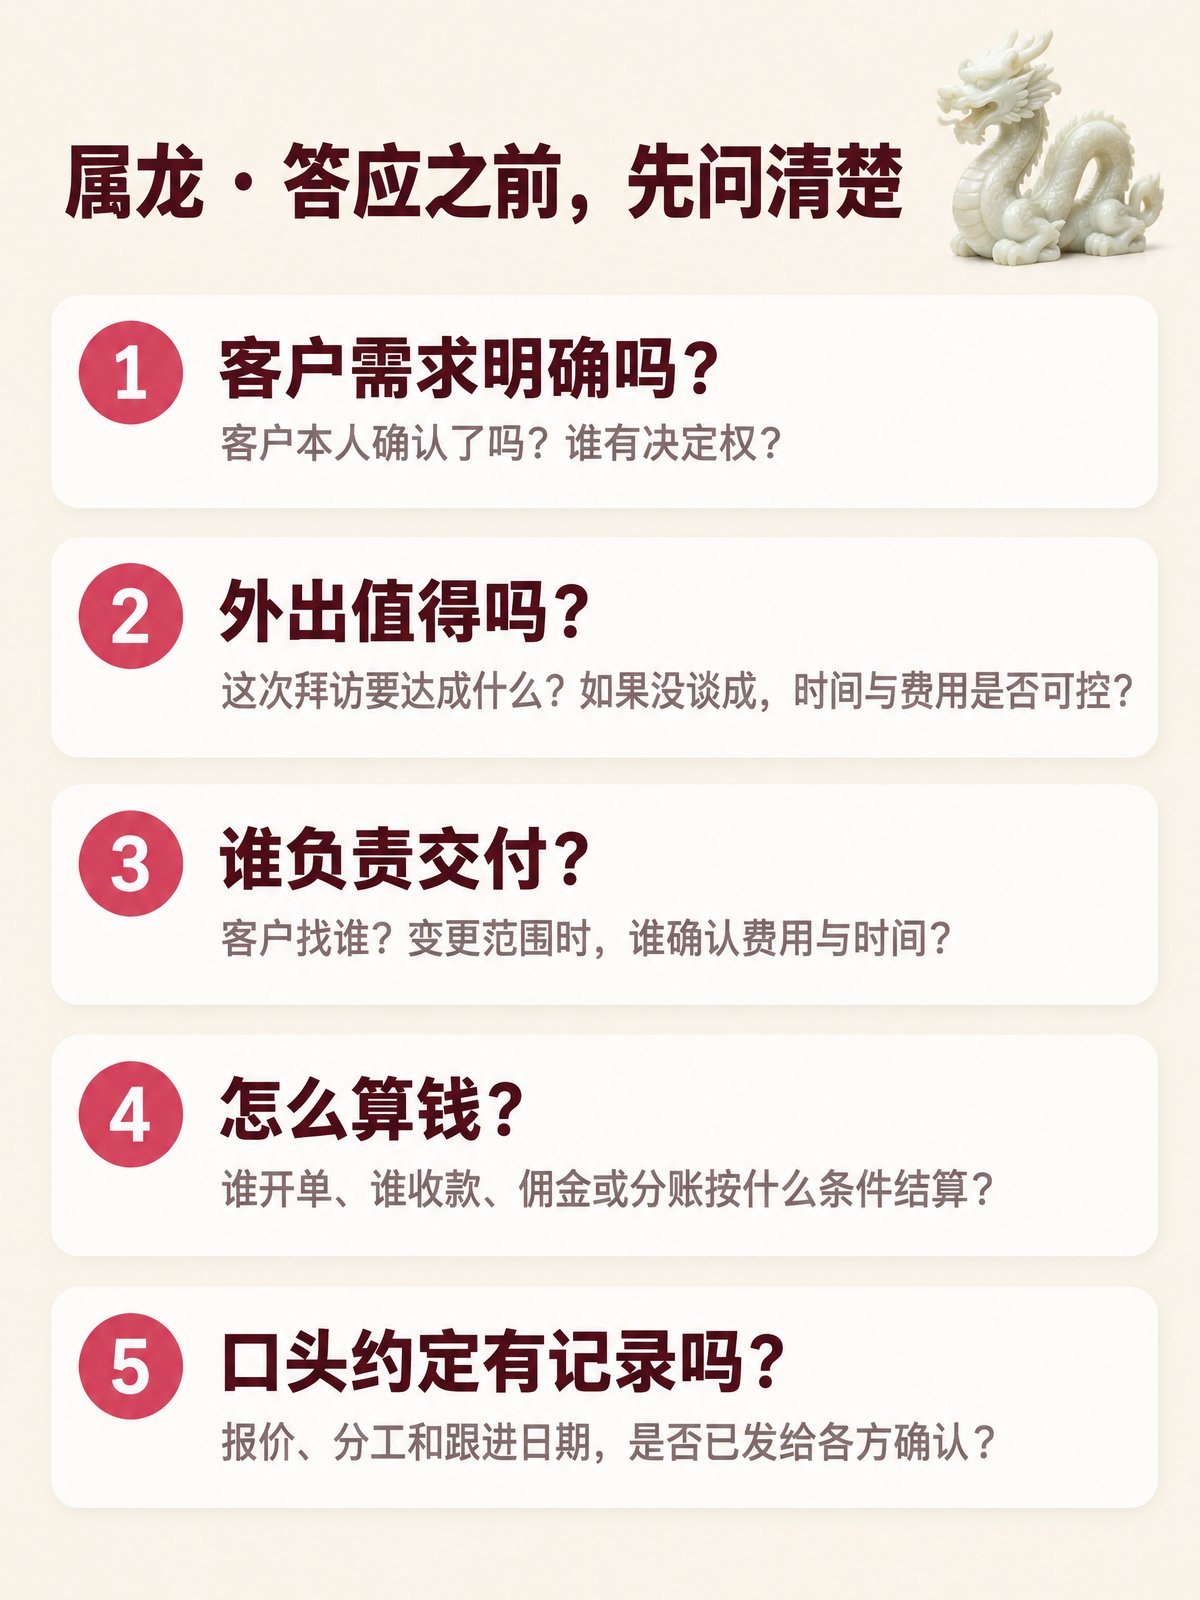 属龙·答应之前，先问清楚
1
客户需求明确吗？
客户本人确认了吗？谁有决定权？
2
外出值得吗？
这次拜访要达成什么？如果没谈成，时间与费用是否可控？
3
谁负责交付？
客户找谁？变更范围时，谁确认费用与时间？
4
怎么算钱？
谁开单、谁收款、佣金或分账按什么条件结算？
5
口头约定有记录吗？
报价、分工和跟进日期，是否已发给各方确认？